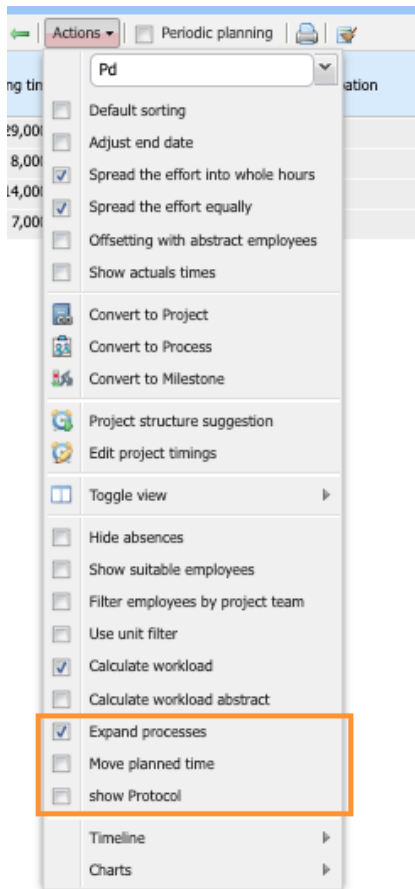 Actions
Periodic planning
Pd
ng tin
ation
29,00
8,00
14,00
7,00
Default sorting
Adjust end date
Spread the effort into whole hours
Spread the effort equally
Offsetting with abstract employees
Show actuals times
Convert to Project
Convert to Process
Convert to Milestone
Project structure suggestion
Edit project timings
Toggle view
Hide absences
Show suitable employees
Filter employees by project team
Use unit filter
Calculate workload
Calculate workload abstract
Expand processes
Move planned time
show Protocol
Timeline
Charts